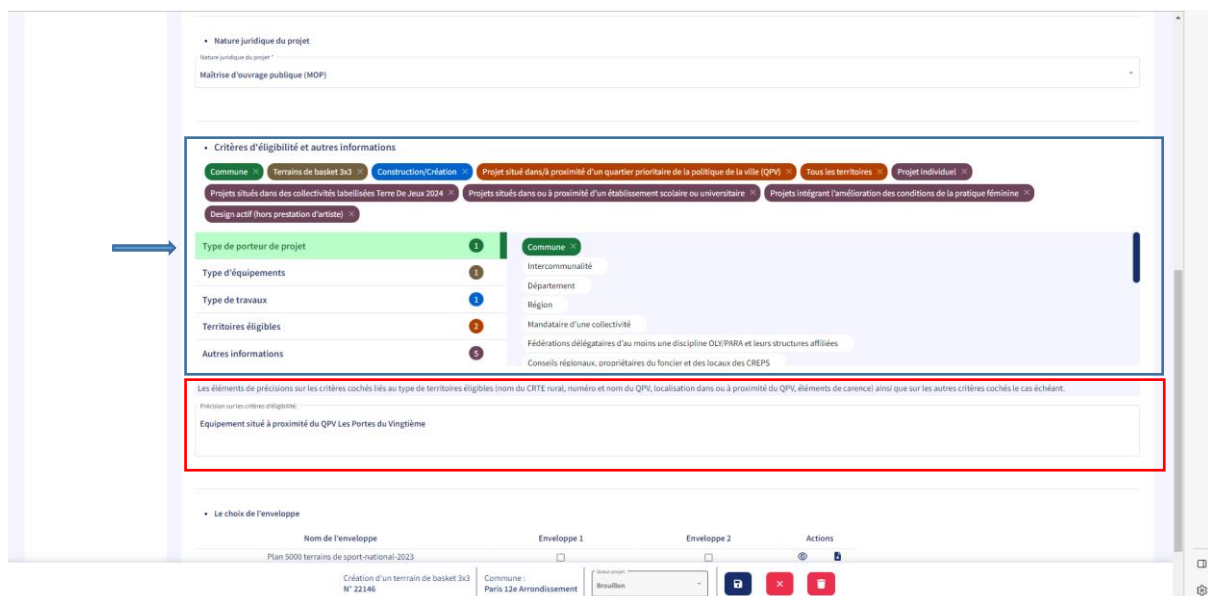 • Nature juridique du projet
Nature juridique du projet *
Maîtrise d'ouvrage publique (MOP)
• Critères d'éligibilité et autres informations
Commune × Terrains de basket 3x3 × Construction/Création × Projet situé dans/à proximité d'un quartier prioritaire de la politique de la ville (QPV) × Tous les territoires × Projet individuel ×
Projets situés dans des collectivités labellisées Terre De Jeux 2024 × Projets situés dans ou à proximité d'un établissement scolaire ou universitaire × Projets intégrant l'amélioration des conditions de la pratique féminine ×
Design actif (hors prestation d'artiste) ×
Type de porteur de projet 1
Type d'équipements 1
Type de travaux 1
Territoires éligibles 2
Autres informations 5
Commune ×
Intercommunalité
Département
Région
Mandataire d'une collectivité
Fédérations délégataires d'au moins une discipline OLY/PARA et leurs structures affiliées
Conseils régionaux, propriétaires du foncier et des locaux des CREPS
Les éléments de précisions sur les critères cochés liés au type de territoires éligibles (nom du CRTE rural, numéro et nom du QPV, localisation dans ou à proximité du QPV, éléments de carence) ainsi que sur les autres critères cochés le cas échéant.
Précision sur les critères d'éligibilité.
Equipement situé à proximité du QPV Les Portes du Vingtième
• Le choix de l'enveloppe
Nom de l'enveloppe Enveloppe 1 Enveloppe 2 Actions
Plan 5000 terrains de sport-national-2023
Création d'un terrrain de basket 3x3
N° 22146
Commune :
Paris 12e Arrondissement
Statut projet
Brouillon